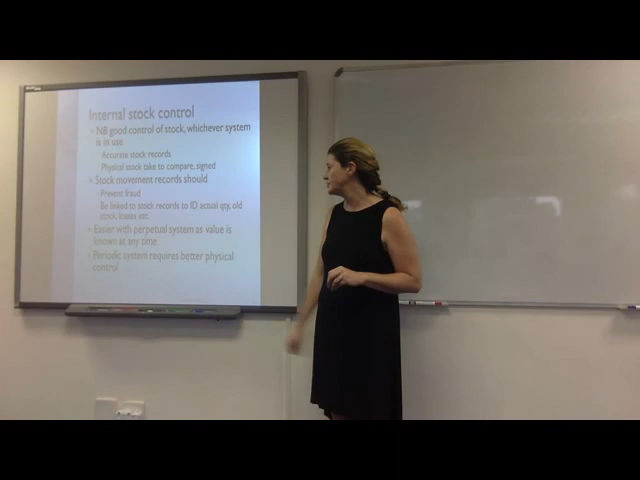 Internal stock control
NB good control of stock, whichever system
is in use
Accurate stock records
Physical stock take to compare, signed
Stock movement records should
Prevent fraud
Be linked to stock records to ID actual qty, old
stock, losses etc.
Easier with perpetual system as value is
known at any time
Periodic system requires better physical
control